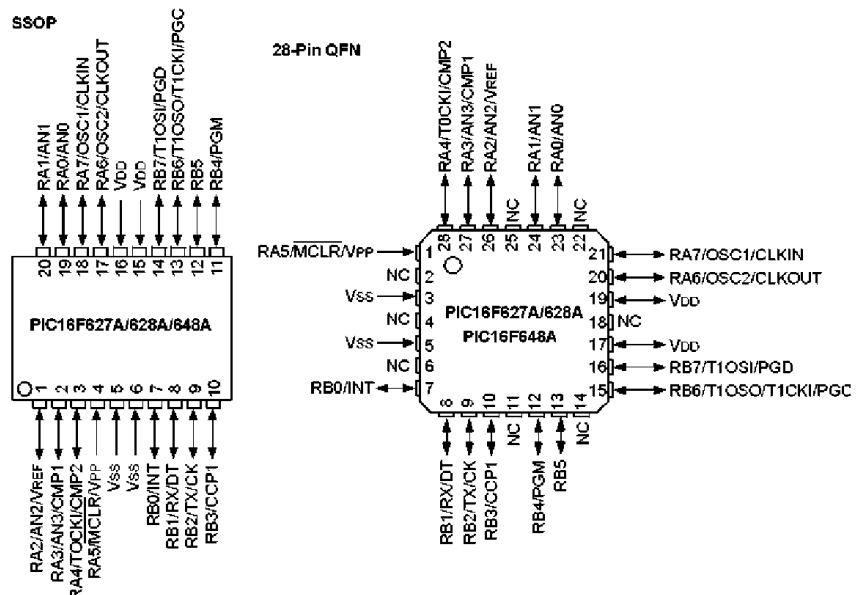 SSOP
RA1/AN1
RA0/AN0
RA7/OSC1/CLKIN
RA6/OSC2/CLKOUT
VDD
VDD
RB7/T1OSI/PGD
RB6/T1OSO/T1CKI/PGC
RB5
RB4/PGM
20 19 18 17 16 15 14 13 12 11
PIC16F627A/628A/648A
1 2 3 4 5 6 7 8 9 10
RA2/AN2/VREF
RA3/AN3/CMP1
RA4/TOCKI/CMP2
RA5/MCLR/VPP
VSS
VSS
RB0/INT
RB1/RX/DT
RB2/TX/CK
RB3/CCP1
28-Pin QFN
RA4/T0CKI/CMP2
RA3/AN3/CMP1
RA2/AN2/VREF
NC
RA1/AN1
RA0/AN0
NC
28 27 26 25 24 23 22
RA5/MCLR/VPP 1
NC 2
VSS 3
NC 4
VSS 5
NC 6
RB0/INT 7
PIC16F627A/628A
PIC16F648A
21 RA7/OSC1/CLKIN
20 RA6/OSC2/CLKOUT
19 VDD
18 NC
17 VDD
16 RB7/T1OSI/PGD
15 RB6/T1OSO/T1CKI/PGC
8 9 10 11 12 13 14
RB1/RX/DT
RB2/TX/CK
RB3/CCP1
NC
RB4/PGM
RB5
NC